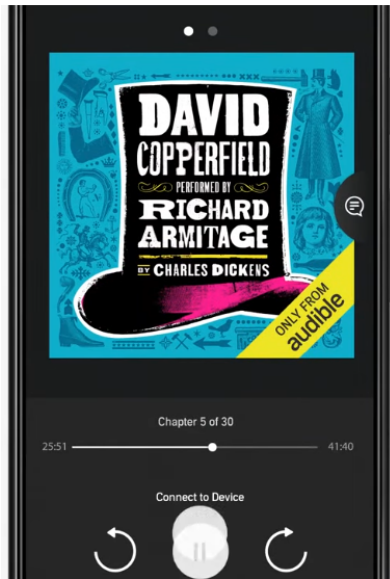 DAVID
COPPERFIELD
PERFORMED BY
RICHARD
ARMITAGE
BY CHARLES DICKENS
ONLY FROM
audible
Chapter 5 of 30
25:51
41:40
Connect to Device